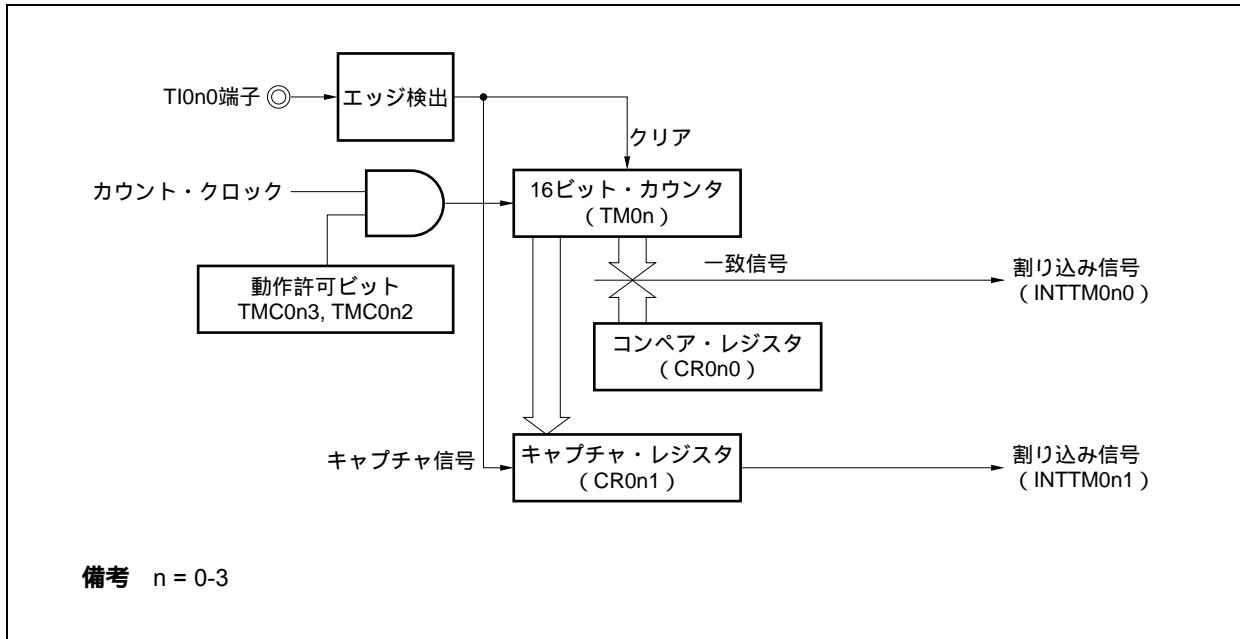 TI0n0端子
エッジ検出
クリア
カウント・クロック
16ビット・カウンタ
（TM0n）
動作許可ビット
TMC0n3, TMC0n2
一致信号
割り込み信号
（INTTM0n0）
コンペア・レジスタ
（CR0n0）
キャプチャ信号
キャプチャ・レジスタ
（CR0n1）
割り込み信号
（INTTM0n1）
備考 n = 0-3